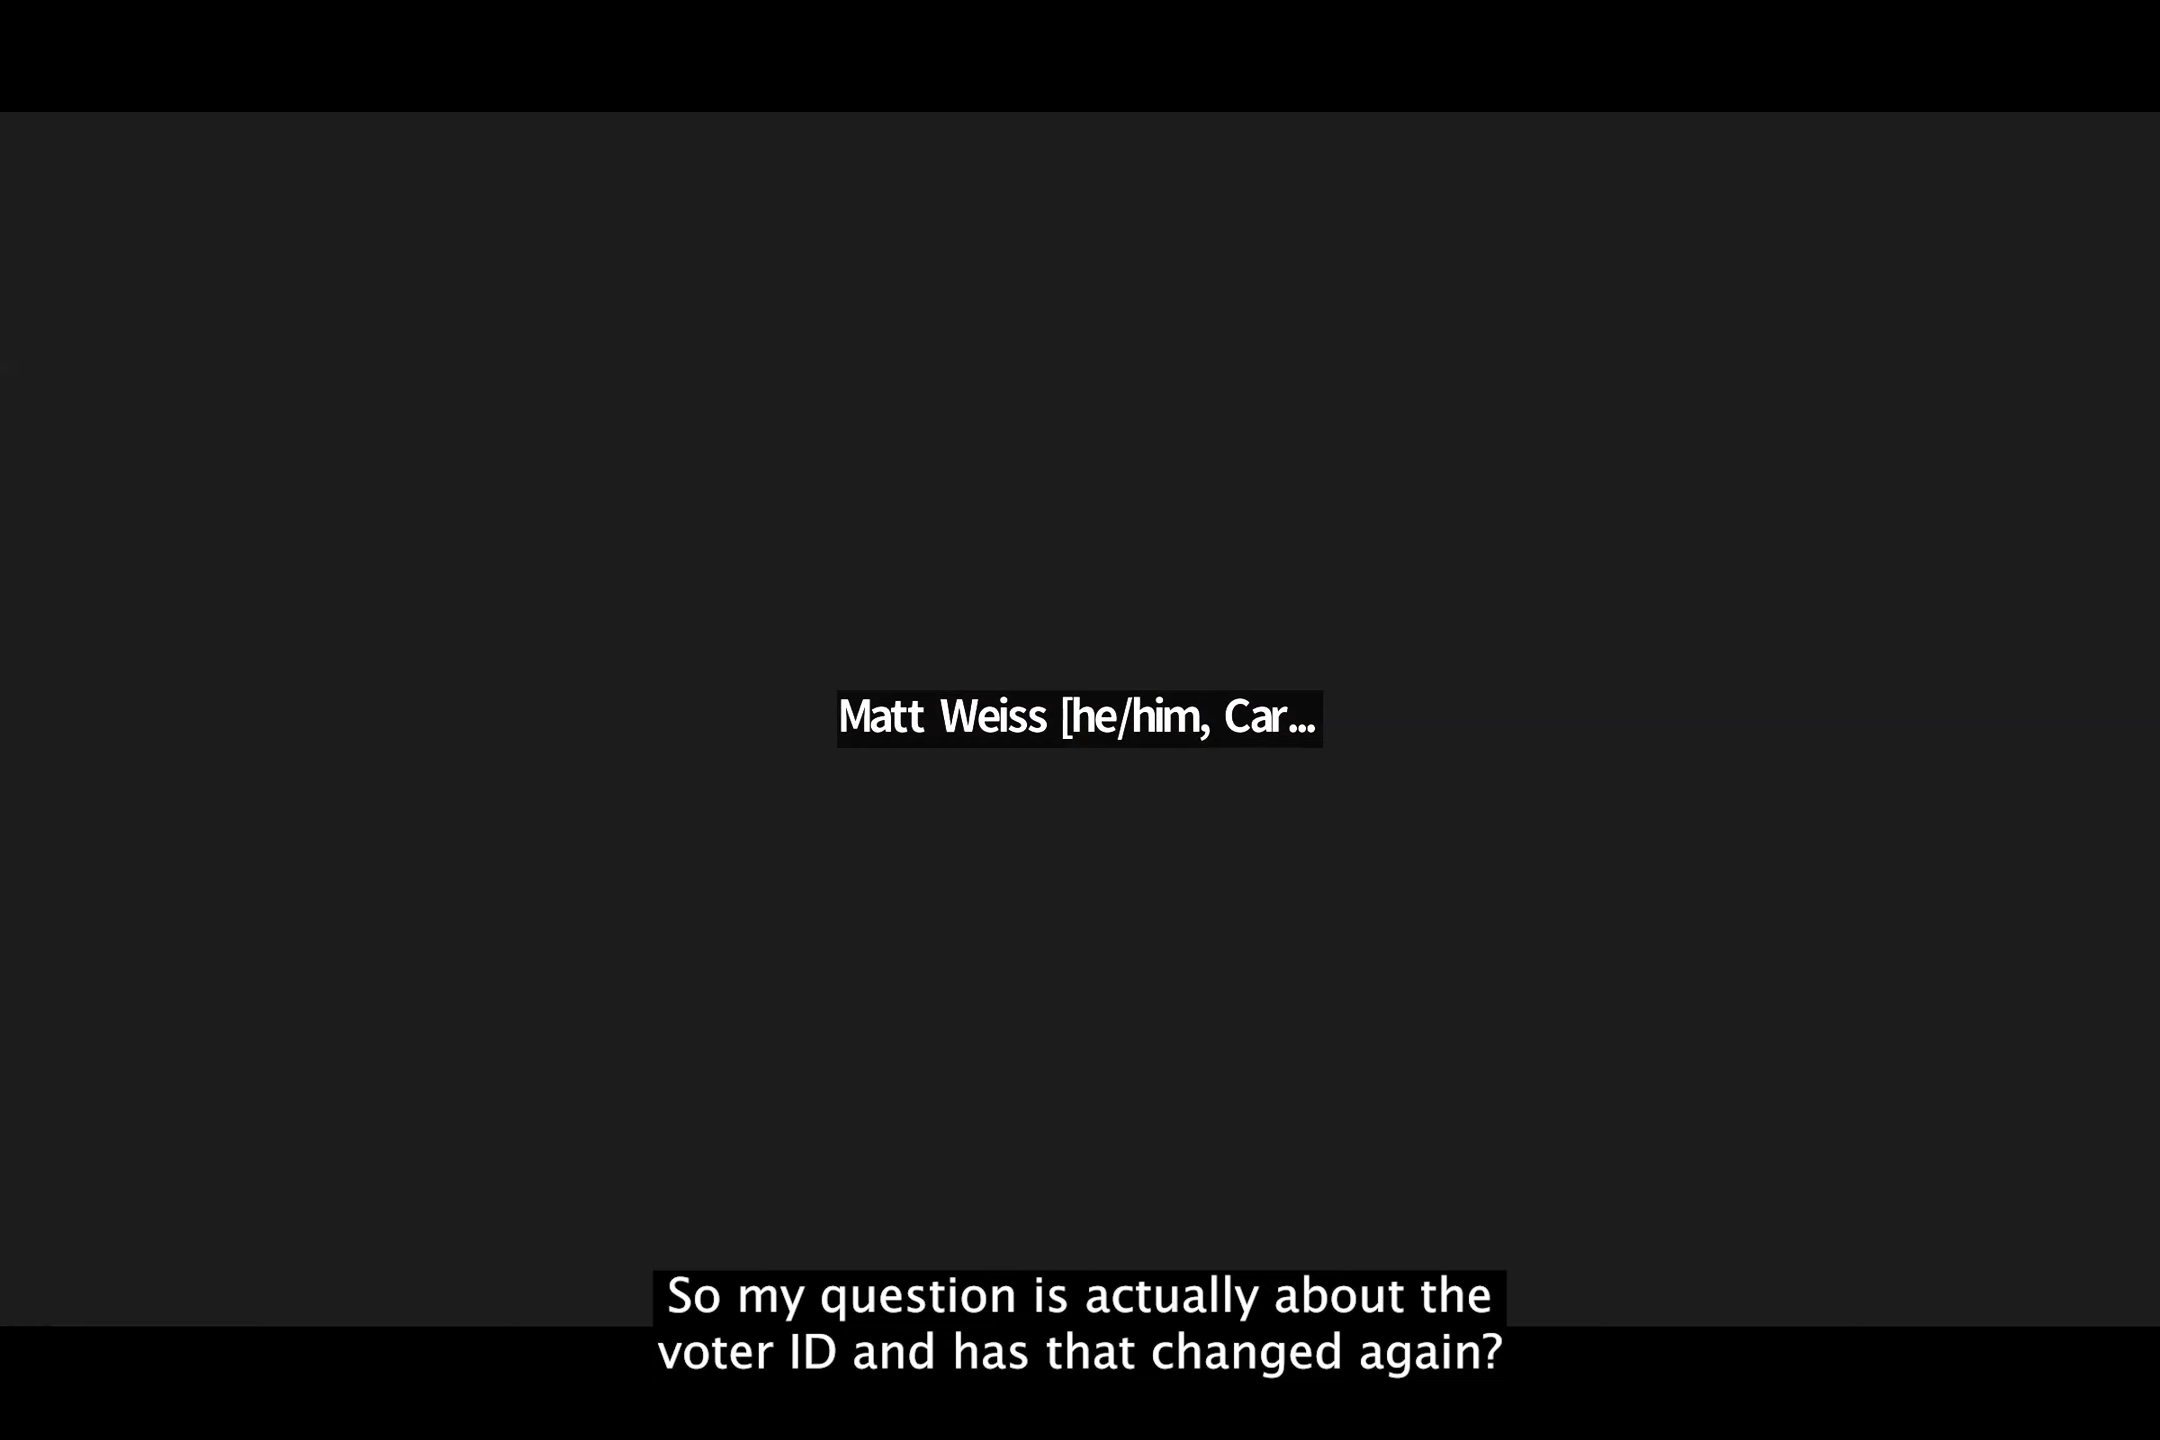 Matt Weiss [he/him, Car...
So my question is actually about the
voter ID and has that changed again?